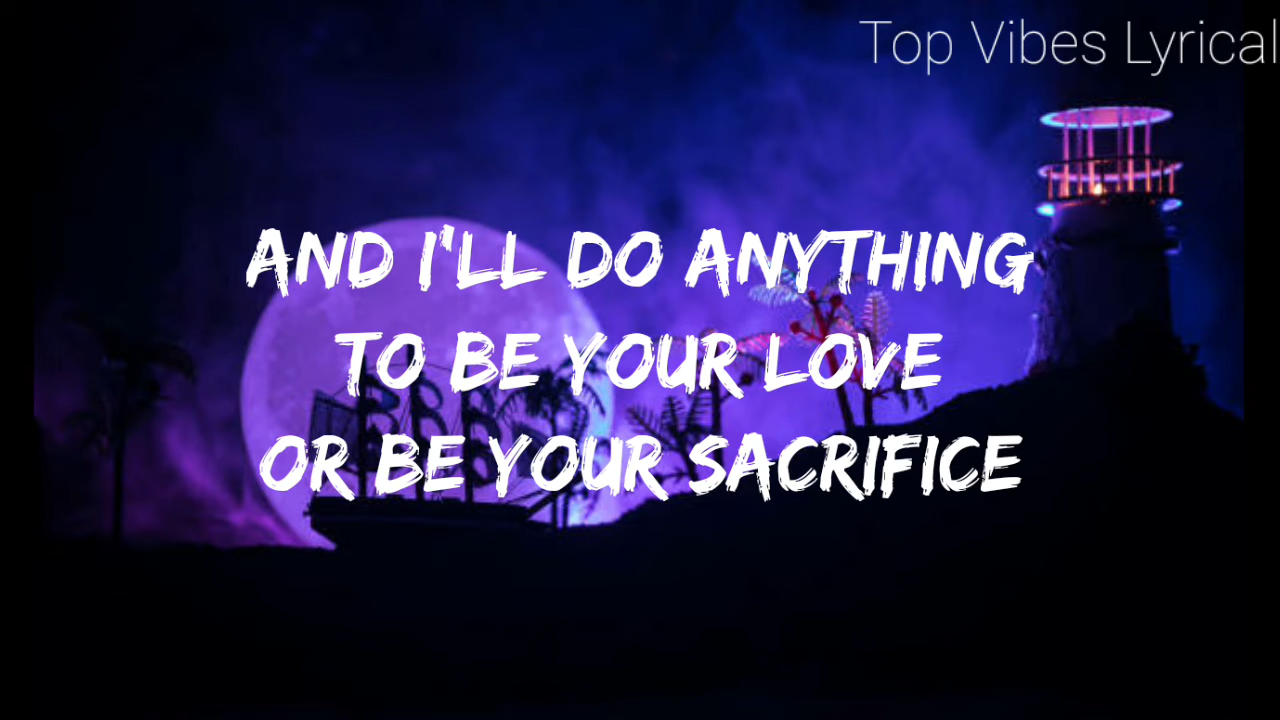 Top Vibes Lyrical
AND I'LL DO ANYTHING
TO BE YOUR LOVE
OR BE YOUR SACRIFICE